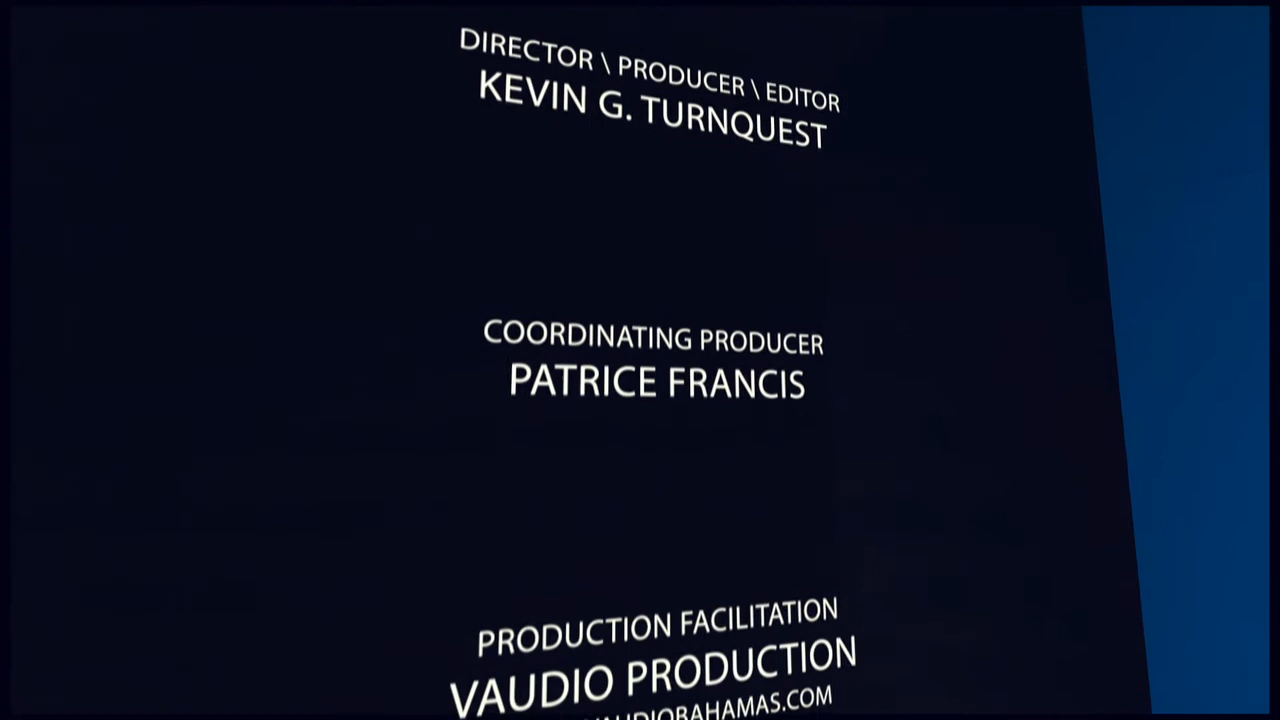 DIRECTOR \ PRODUCER \ EDITOR
KEVIN G. TURNQUEST
COORDINATING PRODUCER
PATRICE FRANCIS
PRODUCTION FACILITATION
VAUDIO PRODUCTION